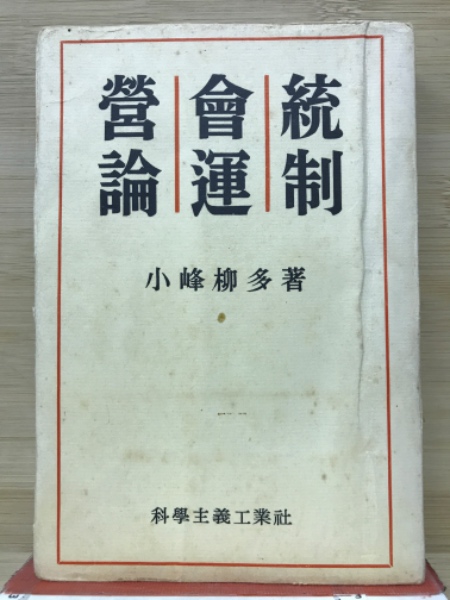 統制
會運
營論
小峰柳多著
科學主義工業社